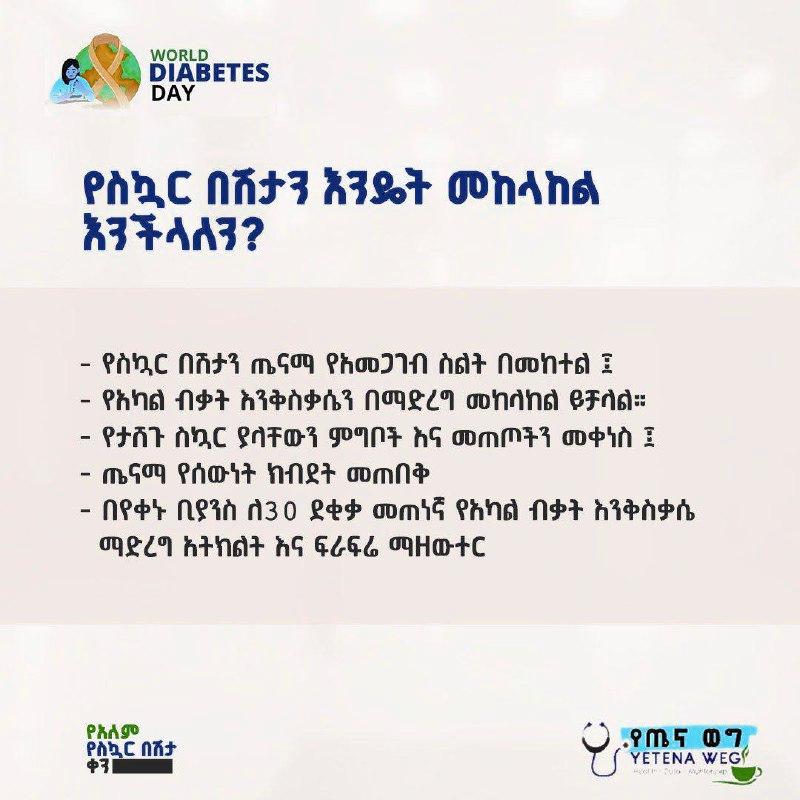 WORLD
DIABETES
DAY
የስኳር በሽታን እንዴት መከላከል
እንችላለን?
- የስኳር በሽታን ጤናማ የአመጋገብ ስልት በመከተል ፤
- የአካል ብቃት እንቅስቃሴን በማድረግ መከላከል ይቻላል።
- የታሸጉ ስኳር ያላቸውን ምግቦች እና መጠጦችን መቀነስ ፤
- ጤናማ የሰውነት ክብደት መጠበቅ
- በየቀኑ ቢያንስ ለ30 ደቂቃ መጠነኛ የአካል ብቃት እንቅስቃሴ
ማድረግ አትክልት እና ፍራፍሬ ማዘውተር
የአለም
የስኳር በሽታ
ቀን
የጤና ወግ
YETENA WEG